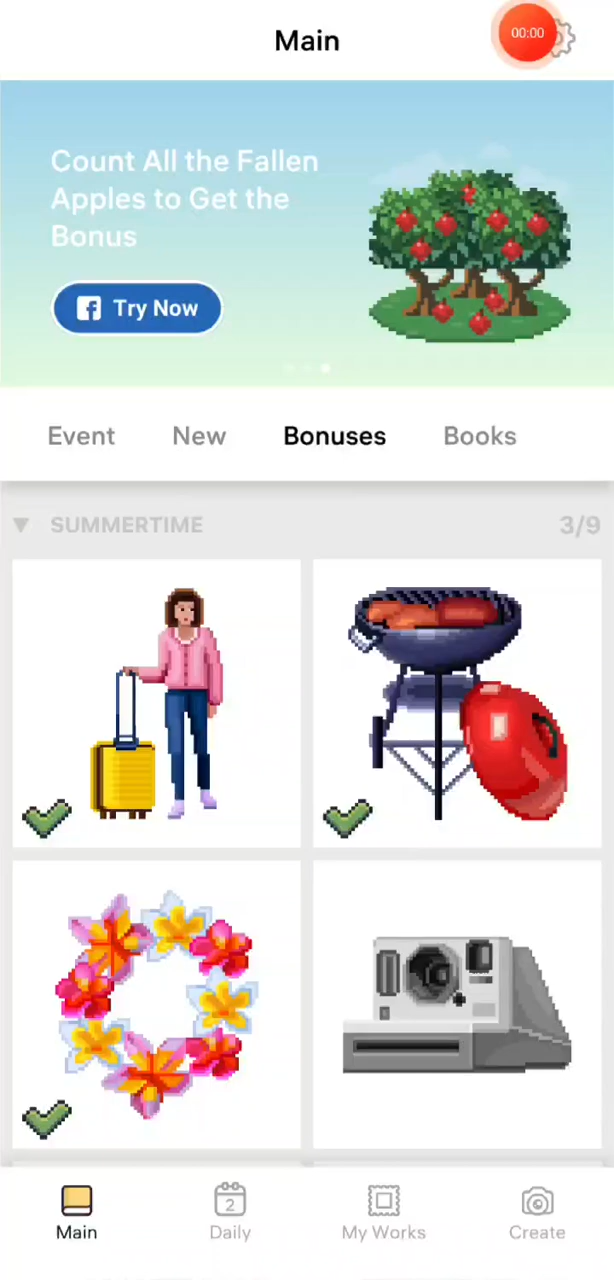 Main
00:00
Count All the Fallen
Apples to Get the
Bonus
Try Now
Event New Bonuses Books
SUMMERTIME 3/9
2
Main Daily My Works Create